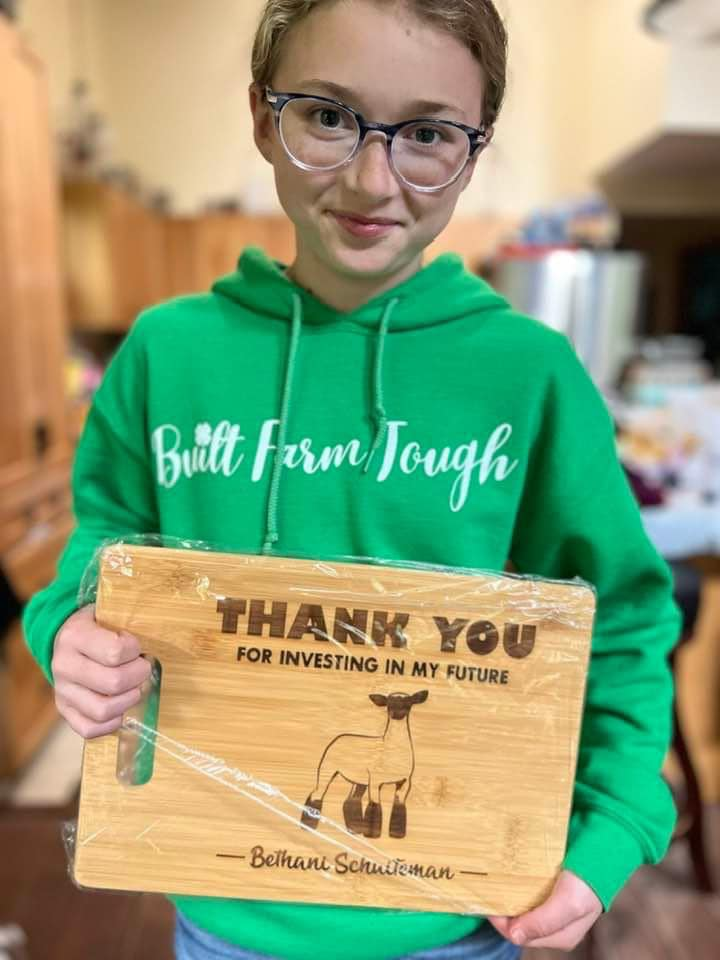 Built Farm Tough
THANK YOU
FOR INVESTING IN MY FUTURE
— Bethani Schuiteman —